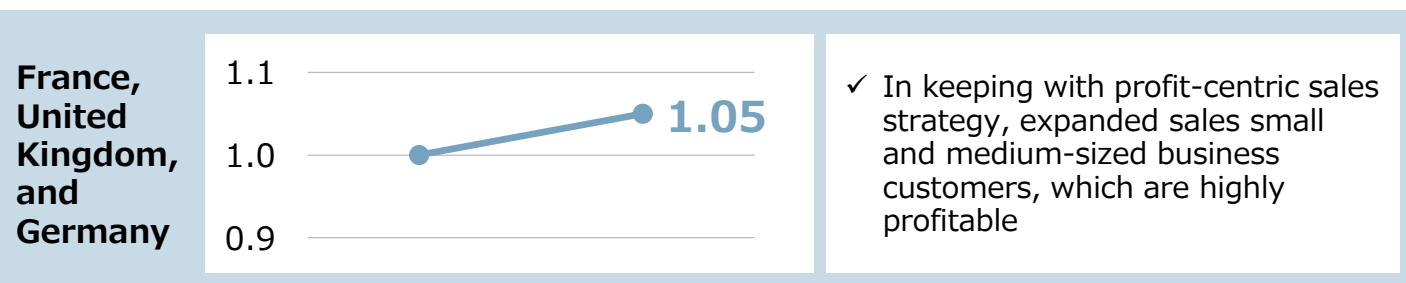 France,
United
Kingdom,
and
Germany
1.1
1.0
0.9
1.05
✓ In keeping with profit-centric sales
strategy, expanded sales small
and medium-sized business
customers, which are highly
profitable